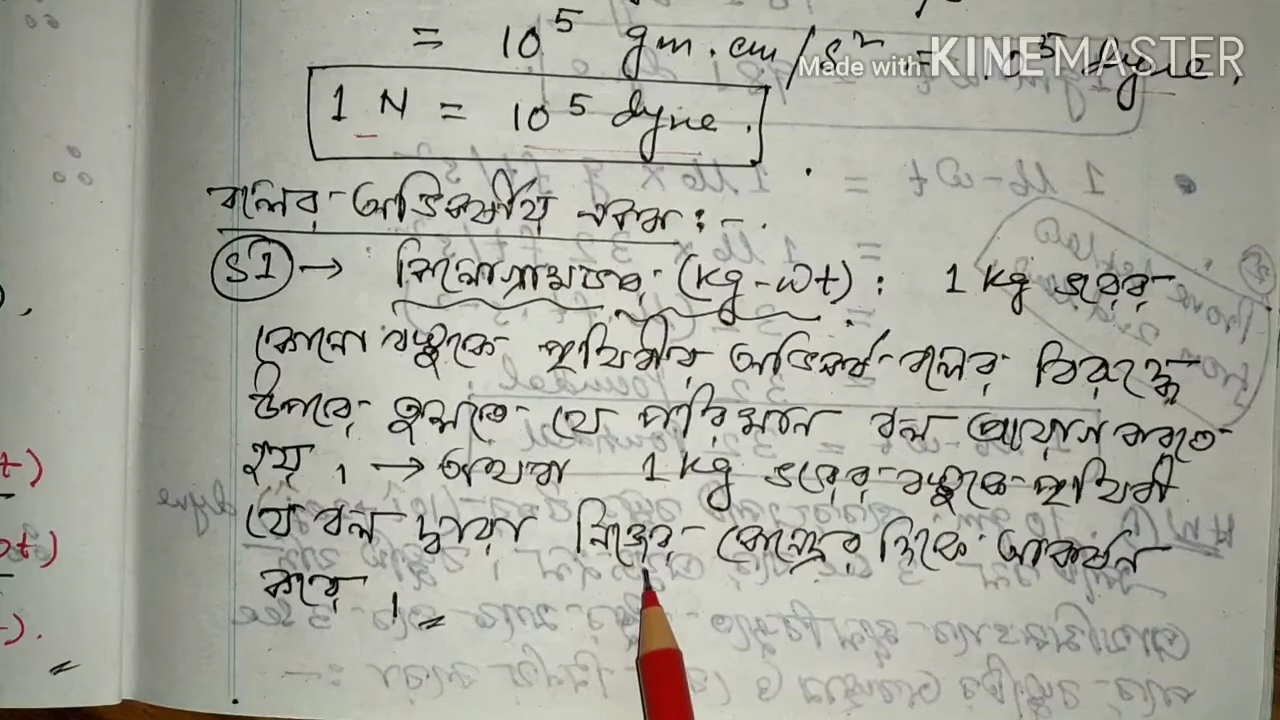 = 10⁵ gm.cm/s² = 10⁵ dyne.
Made with KINEMASTER
1 N = 10⁵ dyne.
বলের অভিকর্ষীয় একক :-
SI → কিলোগ্রামভার (kg-wt) : 1 kg ভরের
কোনো বস্তুকে পৃথিবীর অভিকর্ষ বলের বিরুদ্ধে
উপরে তুলতে যে পরিমান বল প্রয়োগ করতে
হয় । → অথবা 1 kg ভরের বস্তুকে পৃথিবী
যে বল দ্বারা নিজের কেন্দ্রের দিকে আকর্ষন
করে ।